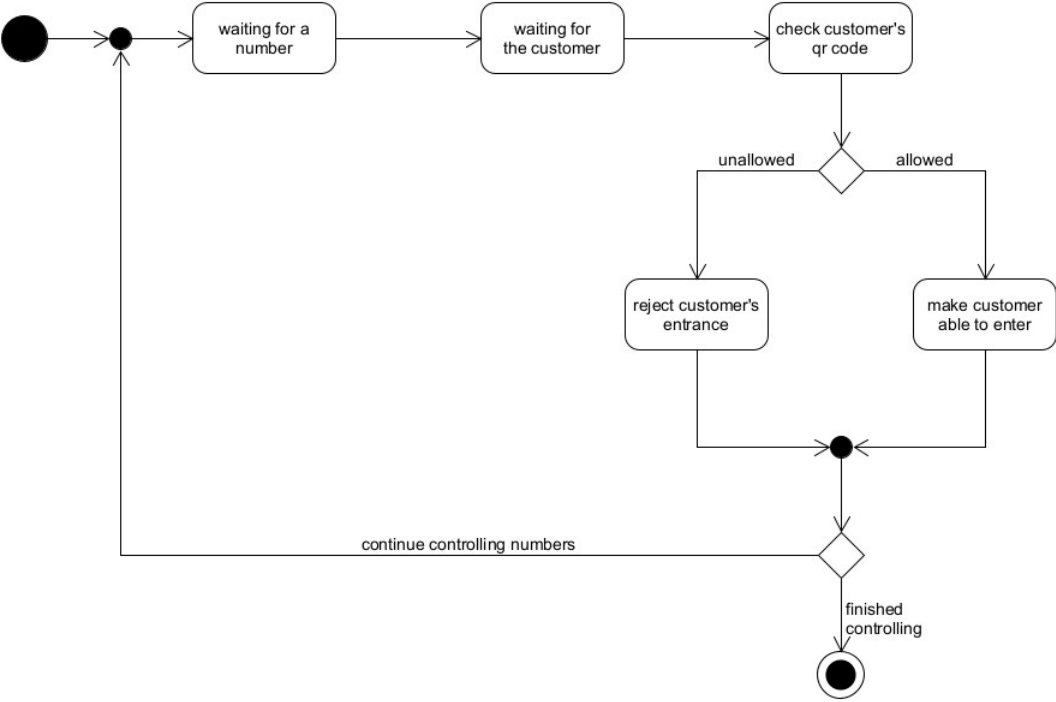 waiting for a
number
waiting for
the customer
check customer's
qr code
unallowed
allowed
reject customer's
entrance
make customer
able to enter
continue controlling numbers
finished
controlling